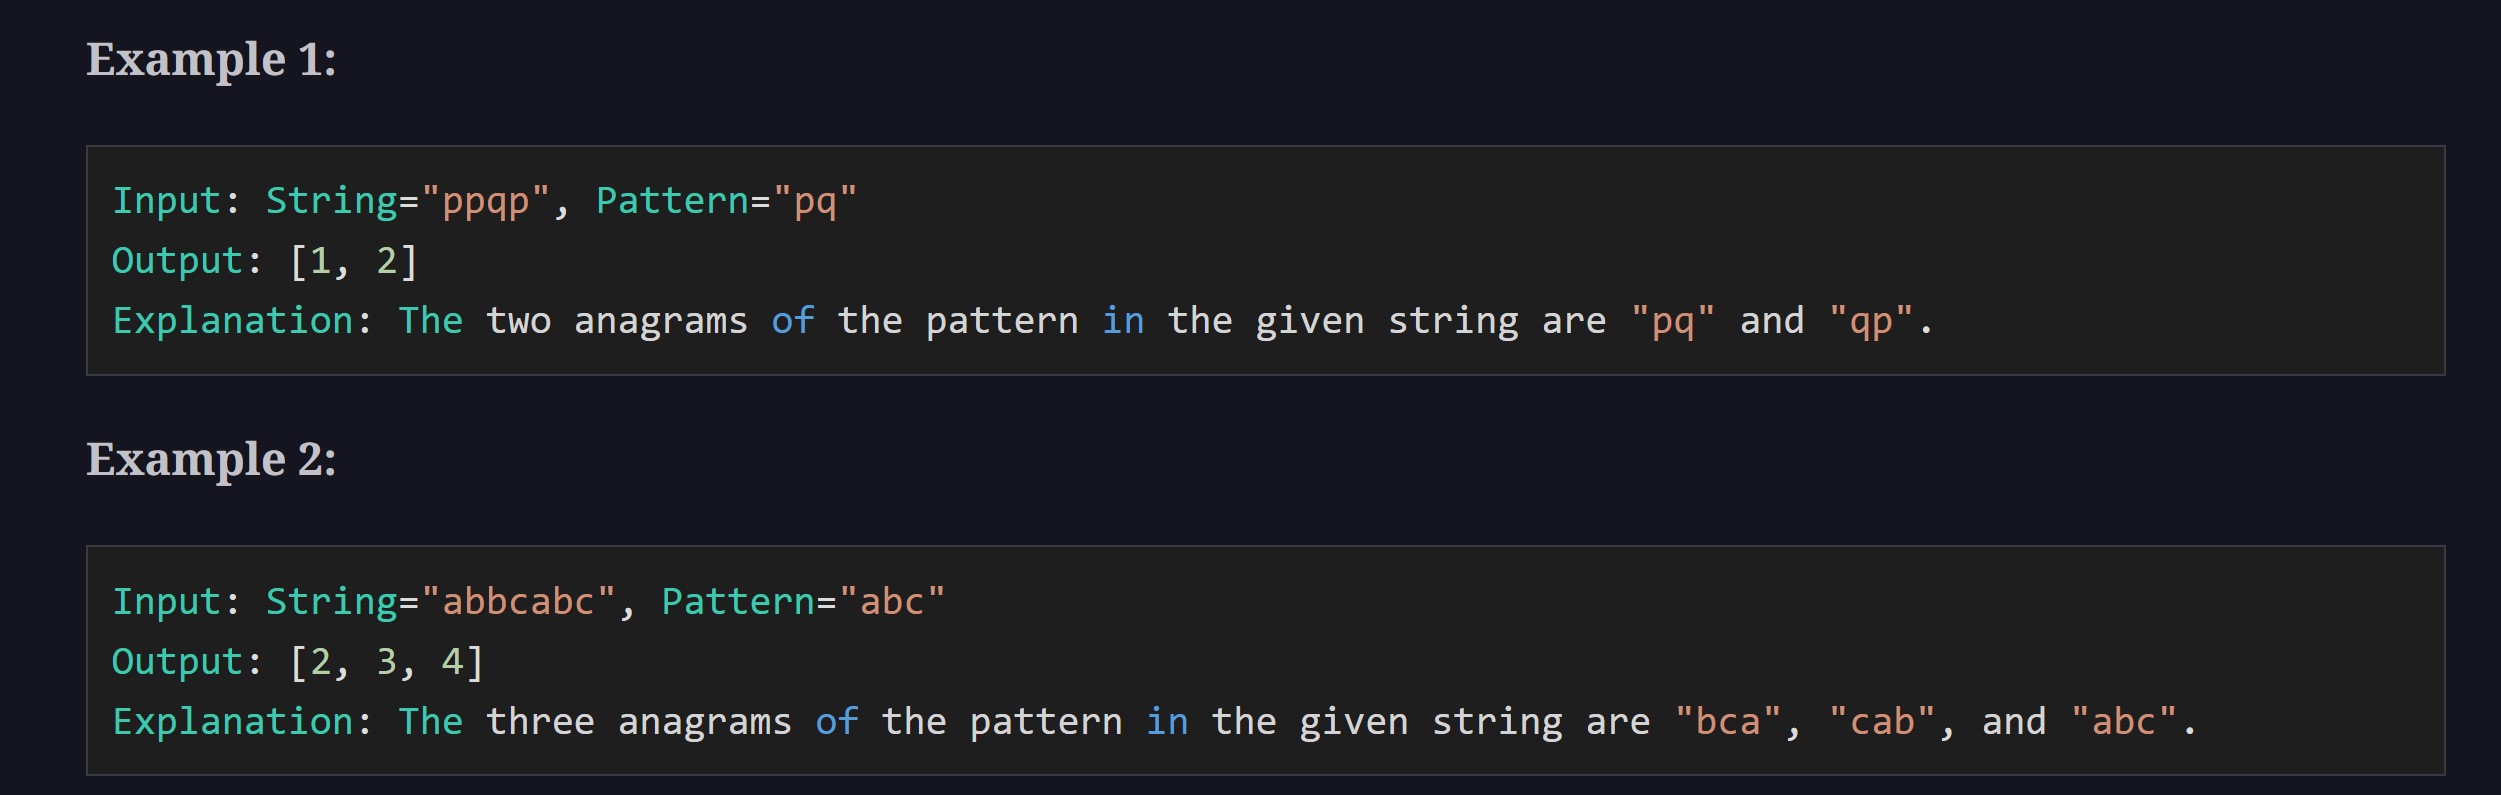 Example 1:
Input: String="ppqp", Pattern="pq"
Output: [1, 2]
Explanation: The two anagrams of the pattern in the given string are "pq" and "qp".
Example 2:
Input: String="abbcabc", Pattern="abc"
Output: [2, 3, 4]
Explanation: The three anagrams of the pattern in the given string are "bca", "cab", and "abc".